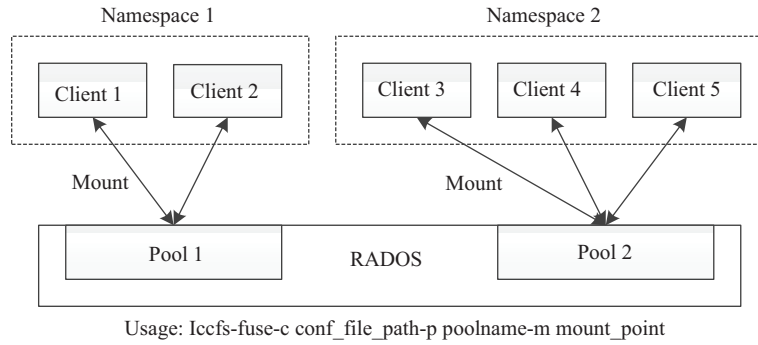 Namespace 1 Namespace 2
Client 1 Client 2 Client 3 Client 4 Client 5
Mount Mount
Pool 1 RADOS Pool 2
Usage: Iccfs-fuse-c conf_file_path-p poolname-m mount_point